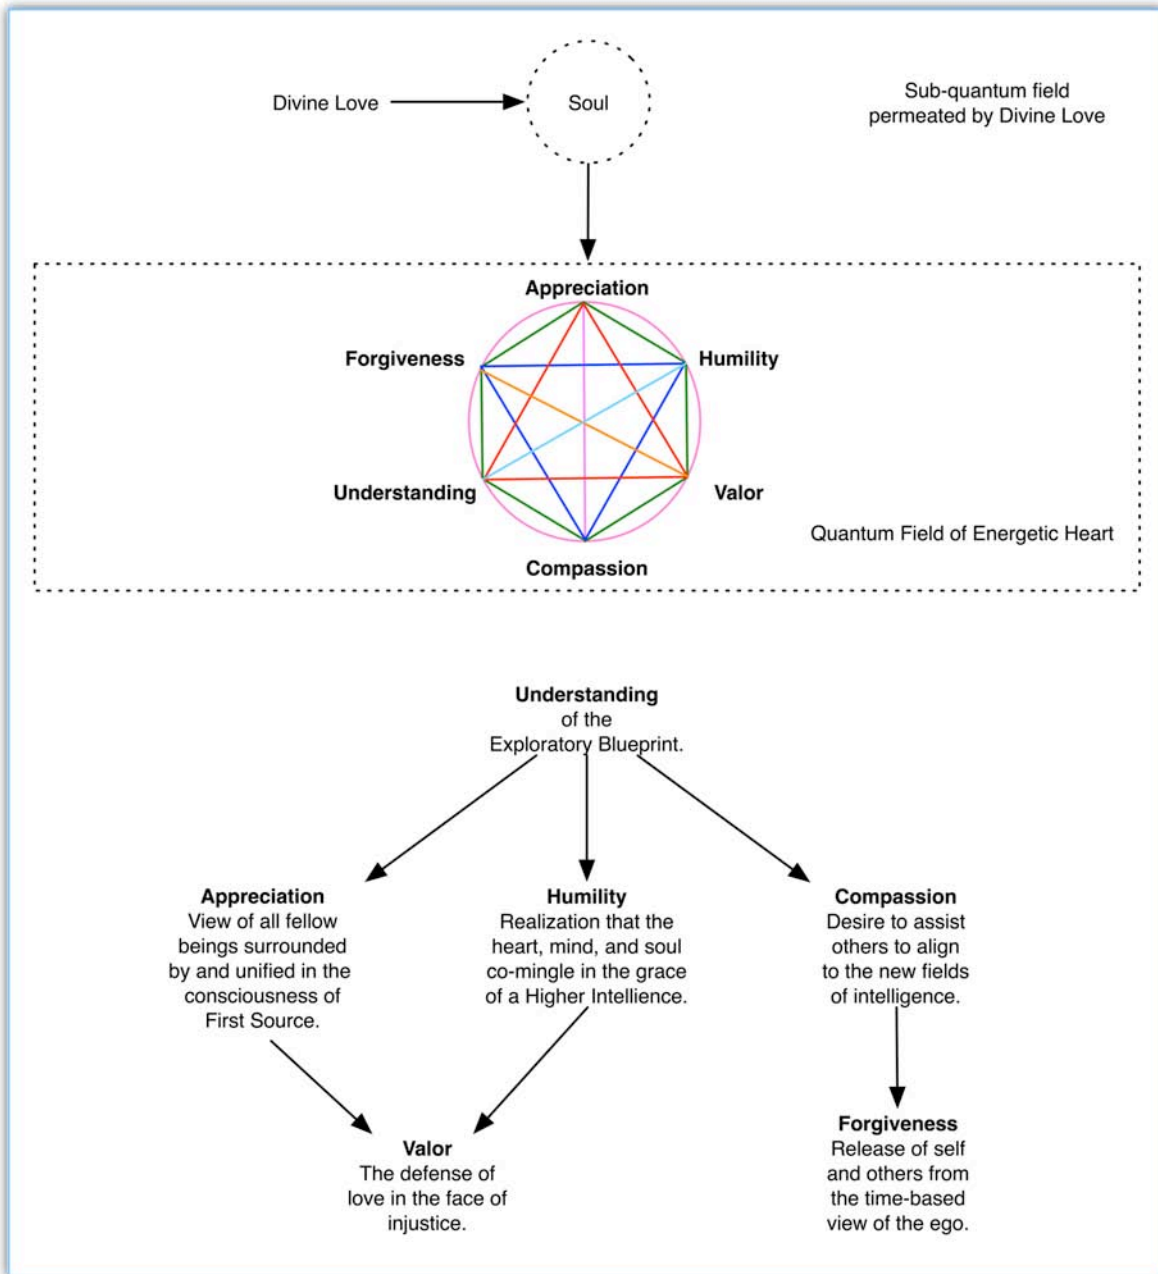 Divine Love
Soul
Sub-quantum field
permeated by Divine Love
Appreciation
Forgiveness
Humility
Understanding
Valor
Quantum Field of Energetic Heart
Compassion
Understanding
of the
Exploratory Blueprint.
Appreciation
View of all fellow
beings surrounded
by and unified in the
consciousness of
First Source.
Humility
Realization that the
heart, mind, and soul
co-mingle in the grace
of a Higher Intellience.
Compassion
Desire to assist
others to align
to the new fields
of intelligence.
Valor
The defense of
love in the face of
injustice.
Forgiveness
Release of self
and others from
the time-based
view of the ego.